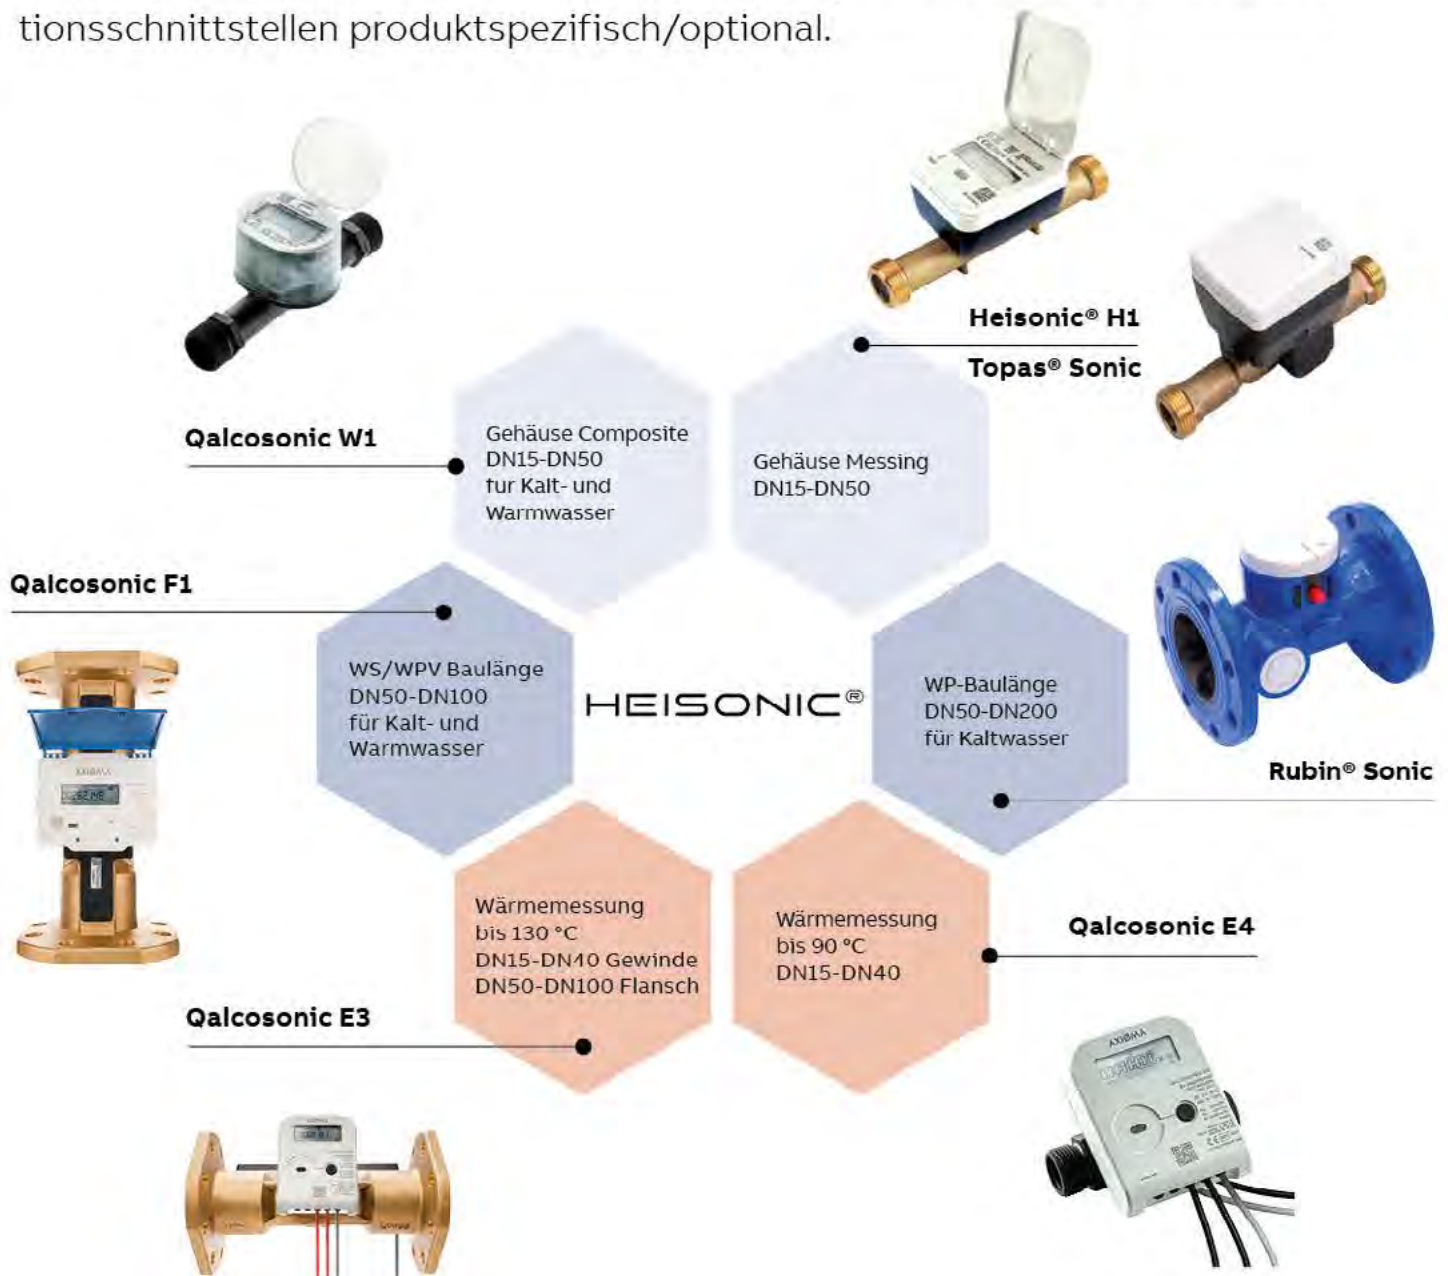 tionsschnittstellen produktspezifisch/optional.
Heisonic® H1
Topas® Sonic
Qalcosonic W1
Gehäuse Composite
DN15-DN50
fur Kalt- und
Warmwasser
Gehäuse Messing
DN15-DN50
Qalcosonic F1
WS/WPV Baulänge
DN50-DN100
für Kalt- und
Warmwasser
HEISONIC®
WP-Baulänge
DN50-DN200
für Kaltwasser
Rubin® Sonic
Wärmemessung
bis 130 °C
DN15-DN40 Gewinde
DN50-DN100 Flansch
Wärmemessung
bis 90 °C
DN15-DN40
Qalcosonic E4
Qalcosonic E3
AXIOMA